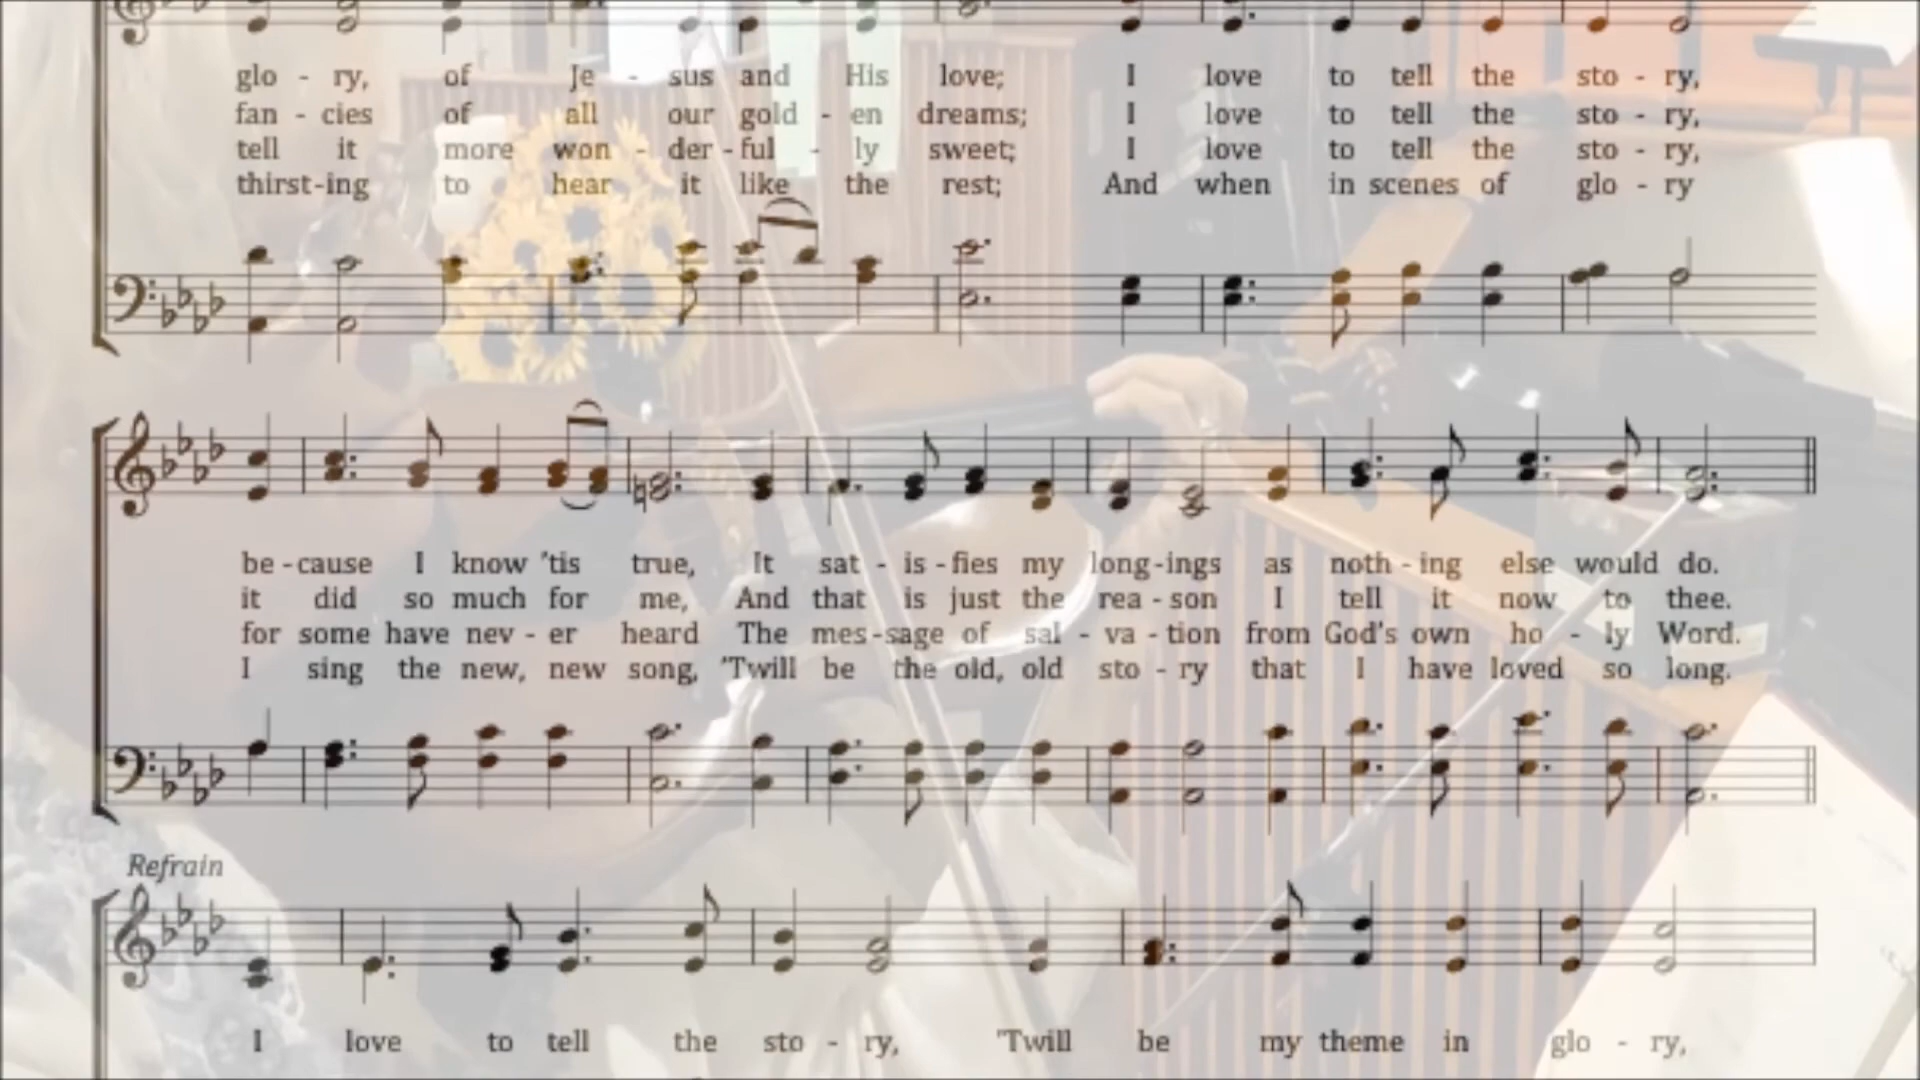 glo - ry, of Je - sus and His love; I love to tell the sto - ry,
fan - cies of all our gold - en dreams; I love to tell the sto - ry,
tell it more won - der - ful - ly sweet; I love to tell the sto - ry,
thirst-ing to hear it like the rest; And when in scenes of glo - ry
be - cause I know 'tis true, It sat - is - fies my long-ings as noth - ing else would do.
it did so much for me, And that is just the rea - son I tell it now to thee.
for some have nev - er heard The mes-sage of sal - va - tion from God's own ho - ly Word.
I sing the new, new song, 'Twill be the old, old sto - ry that I have loved so long.
Refrain
I love to tell the sto - ry, 'Twill be my theme in glo - ry,